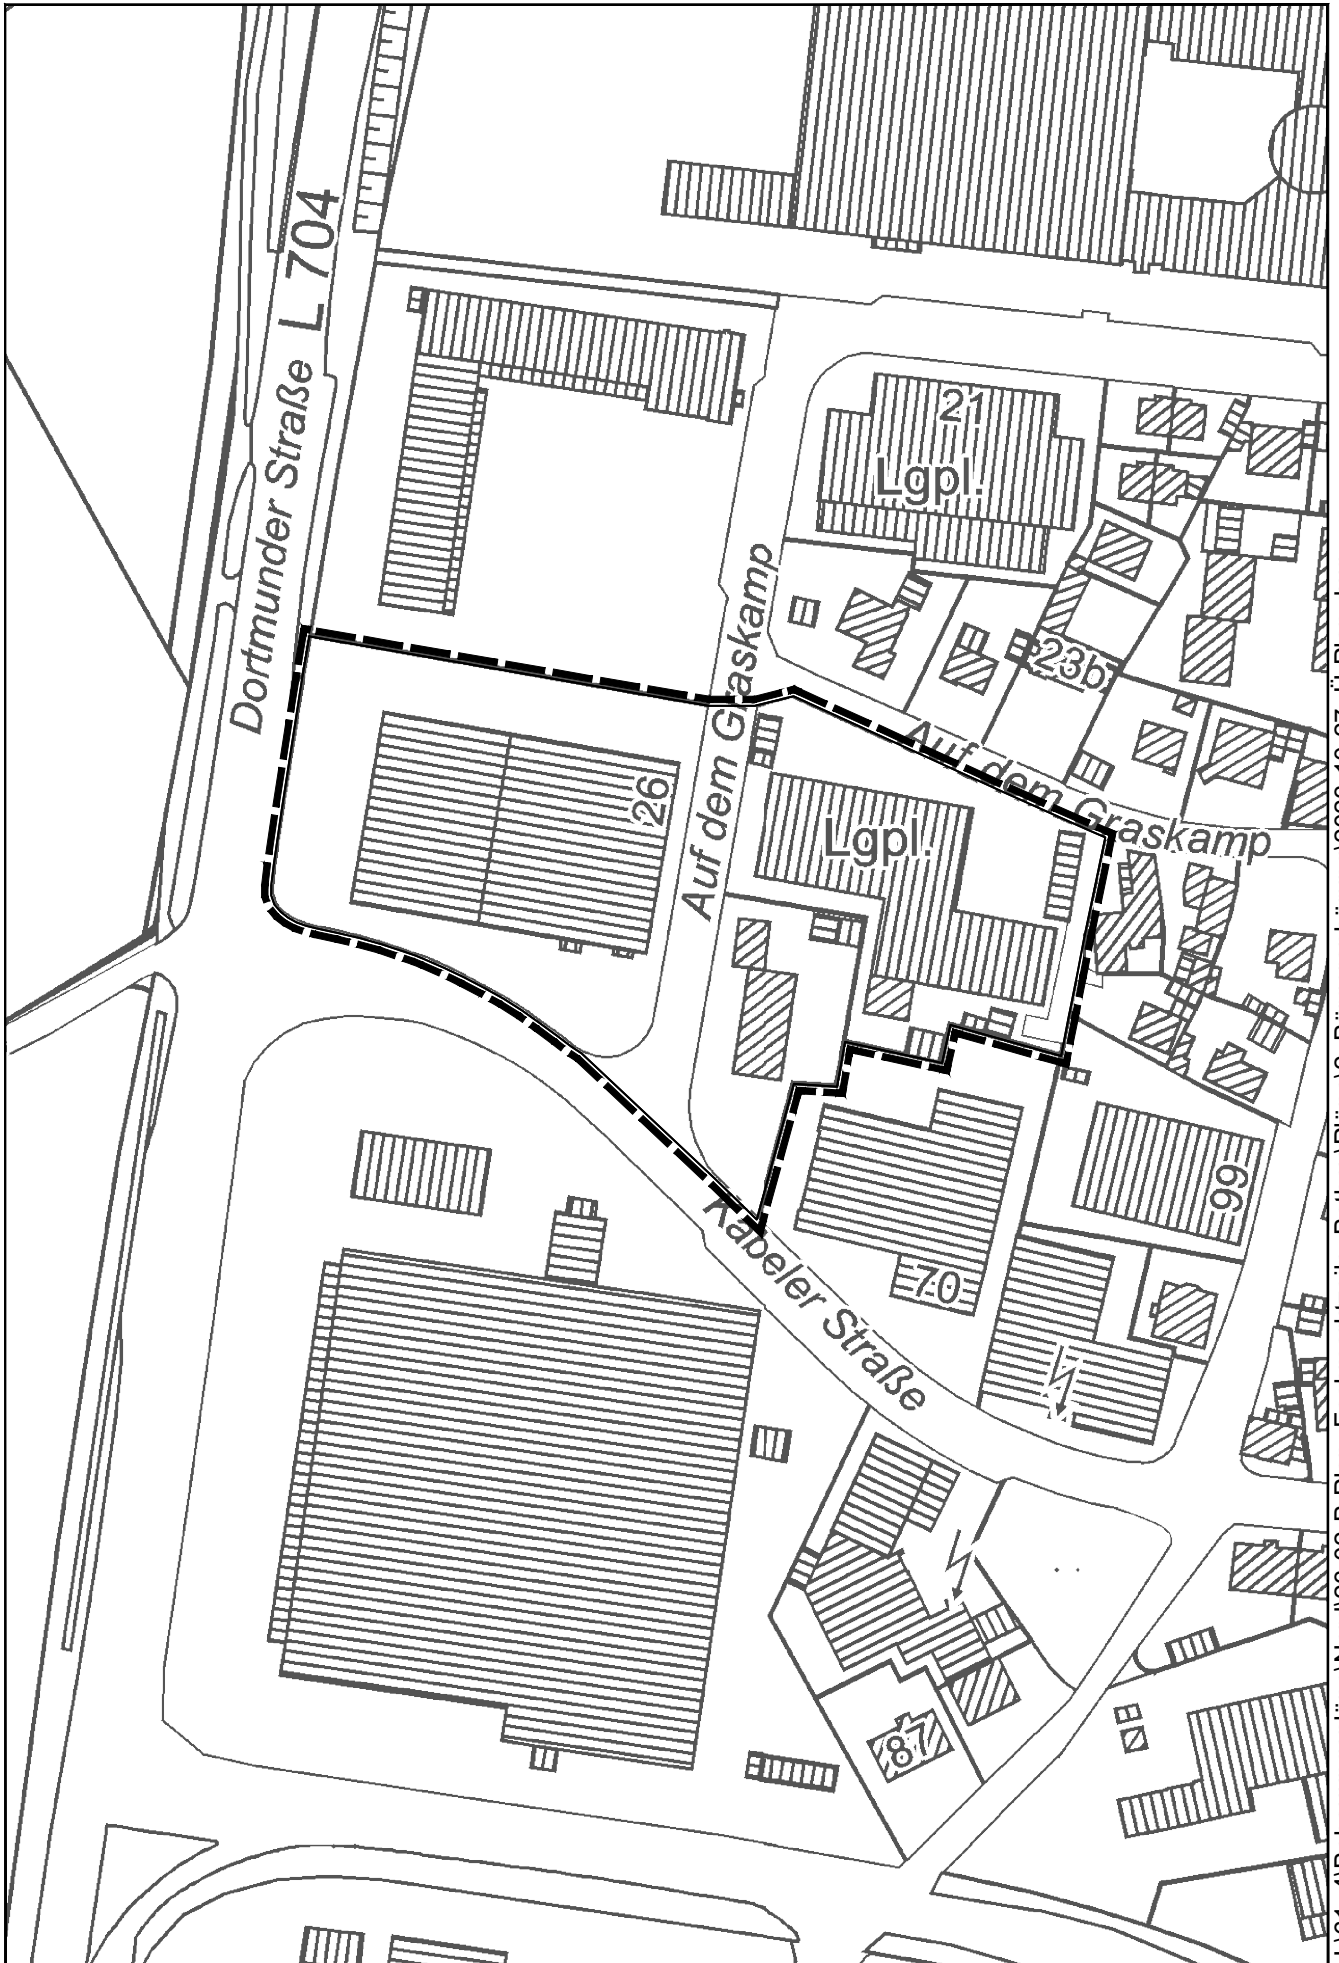 L 704
Dortmunder Straße
21
Lgpl.
Auf dem Graskamp
23b
26
Auf dem Graskamp
Lgpl.
99
Kabeler Straße
70
87